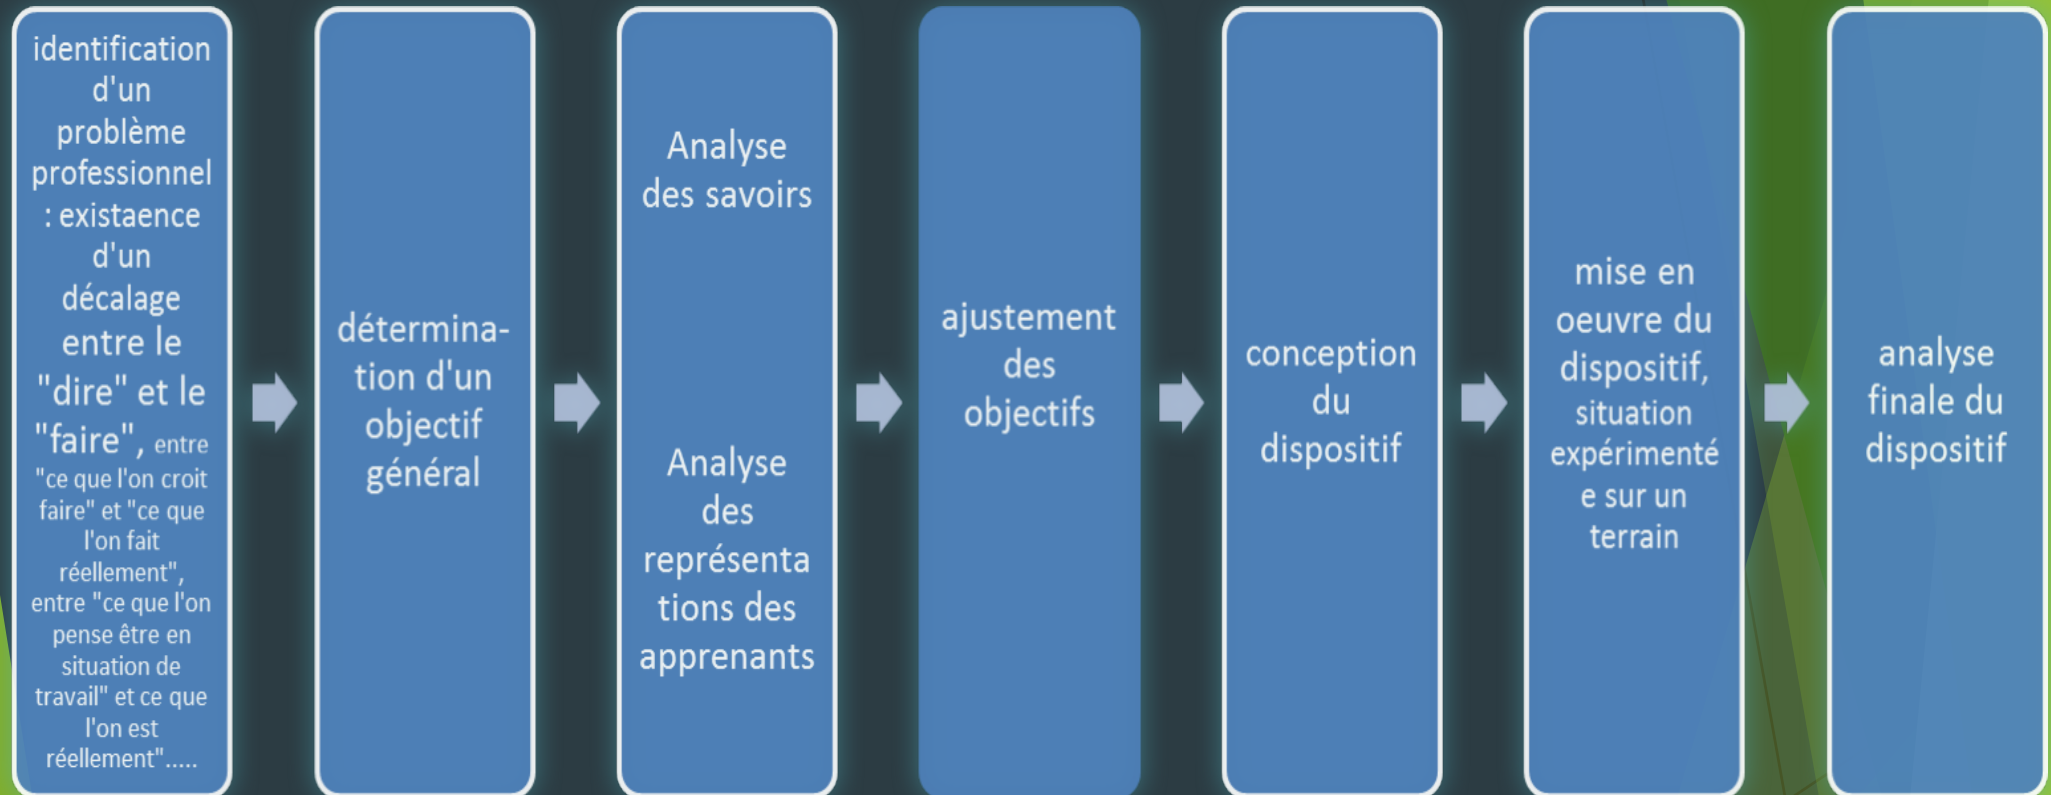 identification
d'un
problème
professionnel
: existaence
d'un
décalage
entre le
"dire" et le
"faire", entre
"ce que l'on croit
faire" et "ce que
l'on fait
réellement",
entre "ce que l'on
pense être en
situation de
travail" et ce que
l'on est
réellement".....
détermina-
tion d'un
objectif
général
Analyse
des savoirs
Analyse
des
représenta
tions des
apprenants
ajustement
des
objectifs
conception
du
dispositif
mise en
oeuvre du
dispositif,
situation
expérimenté
e sur un
terrain
analyse
finale du
dispositif